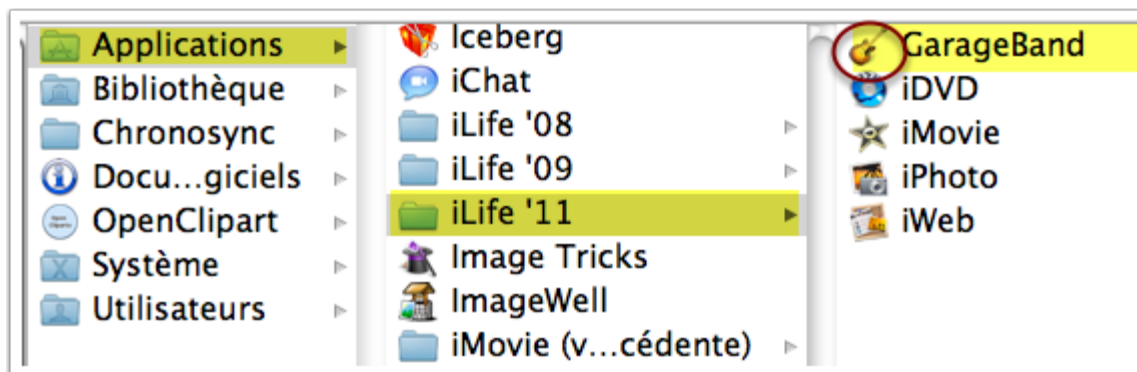 Applications
Bibliothèque
Chronosync
Docu...giciels
OpenClipart
Système
Utilisateurs
Iceberg
iChat
iLife '08
iLife '09
iLife '11
Image Tricks
ImageWell
iMovie (v...cédente)
GarageBand
iDVD
iMovie
iPhoto
iWeb